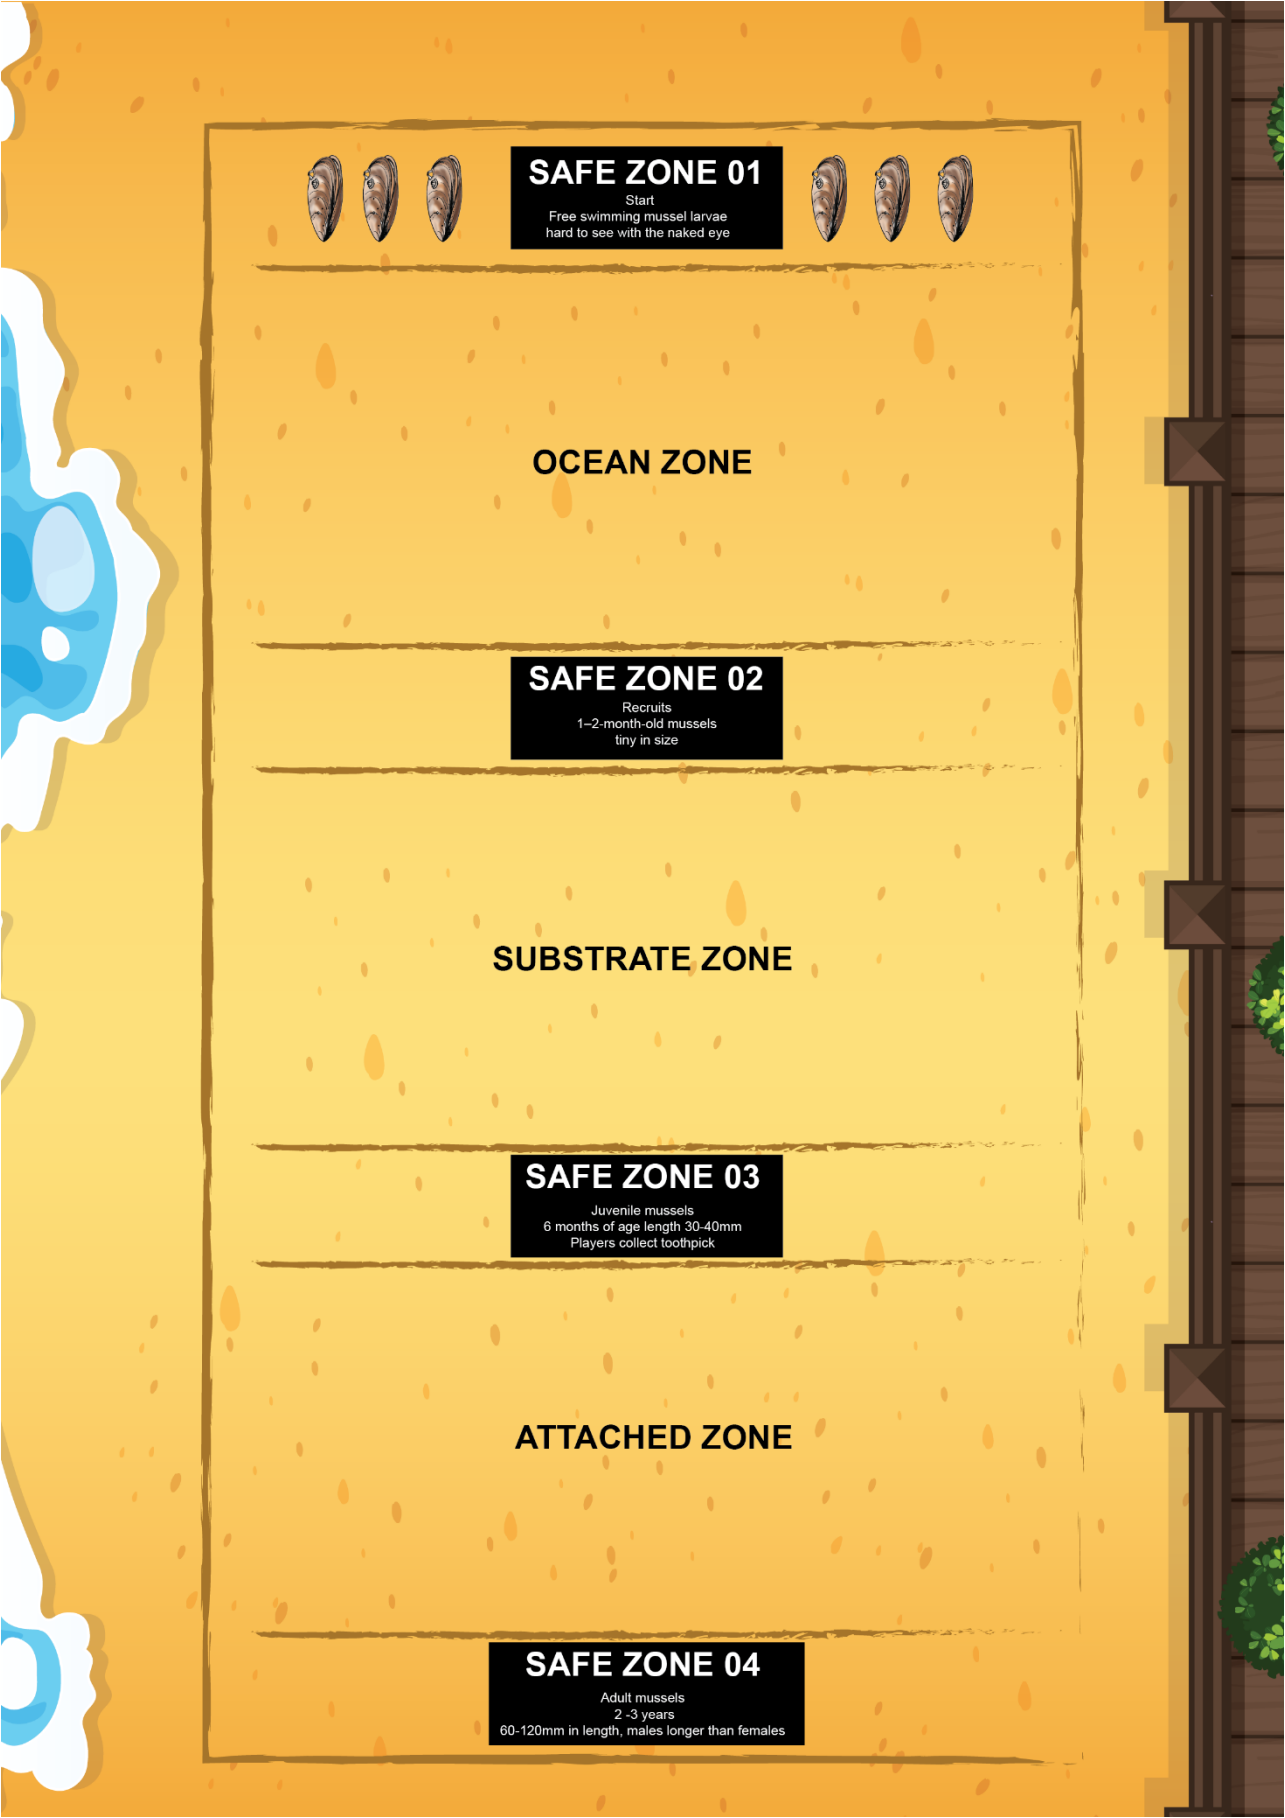 SAFE ZONE 01
Start
Free swimming mussel larvae
hard to see with the naked eye
OCEAN ZONE
SAFE ZONE 02
Recruits
1–2-month-old mussels
tiny in size
SUBSTRATE ZONE
SAFE ZONE 03
Juvenile mussels
6 months of age length 30-40mm
Players collect toothpick
ATTACHED ZONE
SAFE ZONE 04
Adult mussels
2 -3 years
60-120mm in length, males longer than females